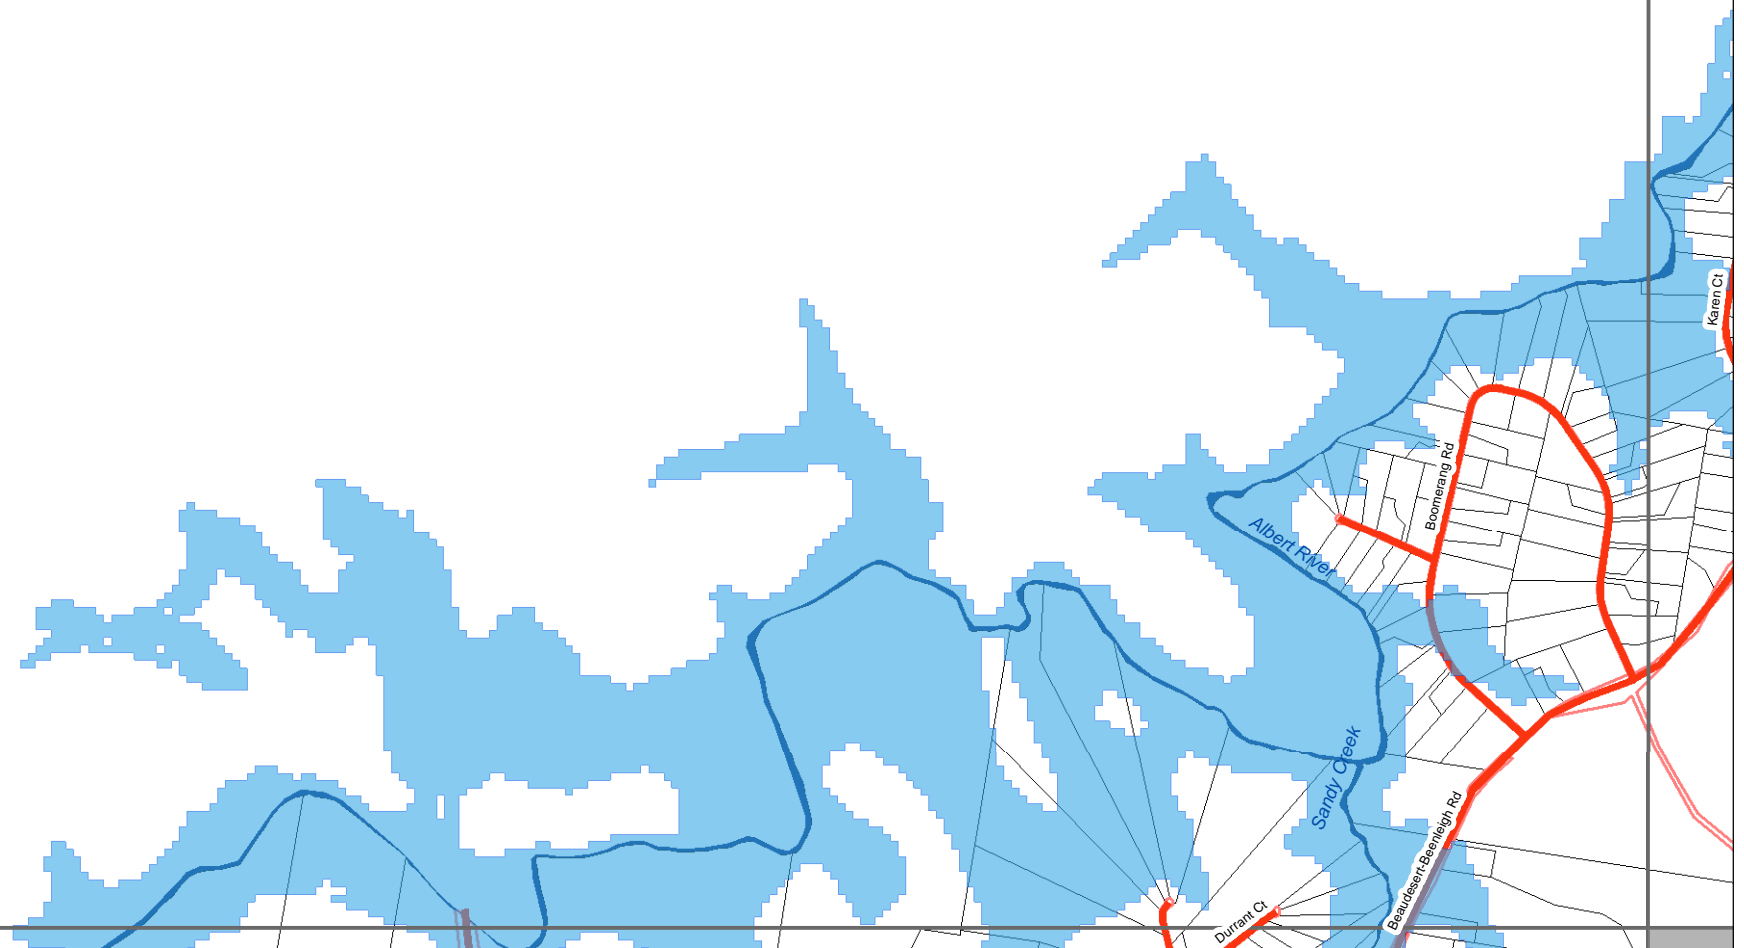 Karen Ct
Boomerang Rd
Albert River
Sandy Creek
Beaudesert-Beenleigh Rd
Durrant Ct